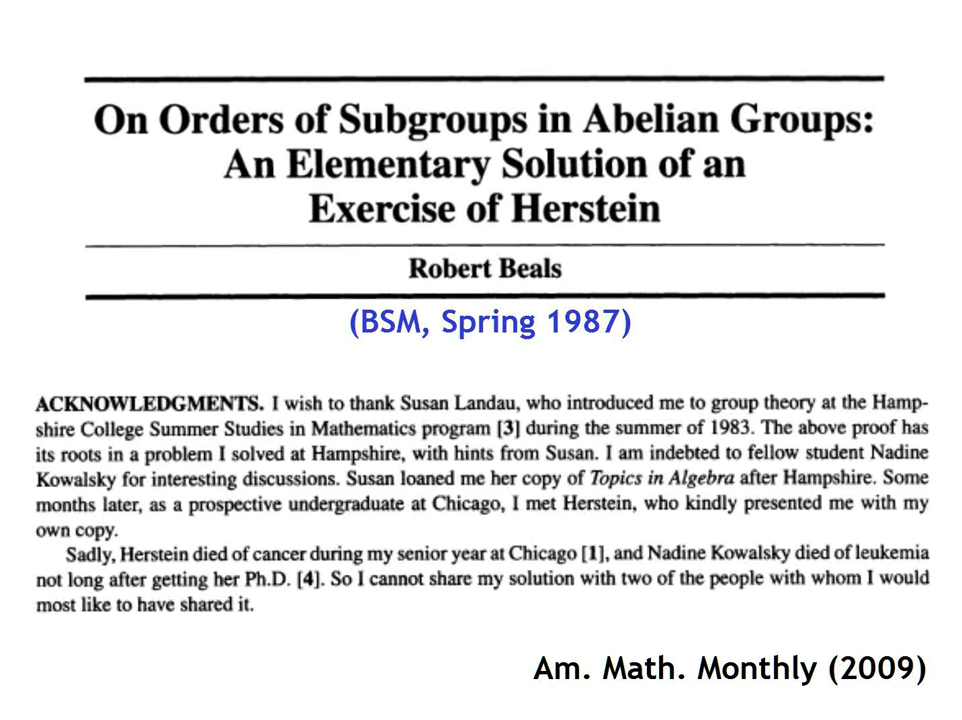 On Orders of Subgroups in Abelian Groups:
An Elementary Solution of an
Exercise of Herstein
Robert Beals
(BSM, Spring 1987)
ACKNOWLEDGMENTS. I wish to thank Susan Landau, who introduced me to group theory at the Hamp-
shire College Summer Studies in Mathematics program [3] during the summer of 1983. The above proof has
its roots in a problem I solved at Hampshire, with hints from Susan. I am indebted to fellow student Nadine
Kowalsky for interesting discussions. Susan loaned me her copy of Topics in Algebra after Hampshire. Some
months later, as a prospective undergraduate at Chicago, I met Herstein, who kindly presented me with my
own copy.
Sadly, Herstein died of cancer during my senior year at Chicago [1], and Nadine Kowalsky died of leukemia
not long after getting her Ph.D. [4]. So I cannot share my solution with two of the people with whom I would
most like to have shared it.
Am. Math. Monthly (2009)